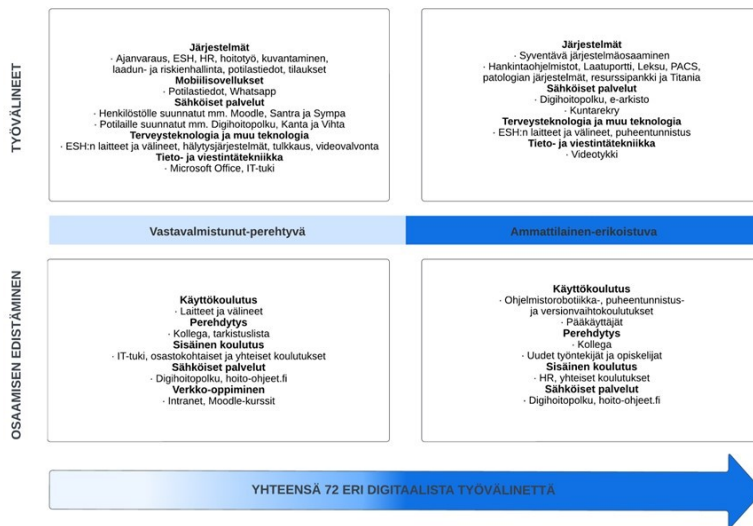 TYÖVÄLINEET
Järjestelmät
· Ajanvaraus, ESH, HR, hoitotyö, kuvantaminen,
laadun- ja riskienhallinta, potilastiedot, tilaukset
Mobiilisovellukset
· Potilastiedot, Whatsapp
Sähköiset palvelut
· Henkilöstölle suunnatut mm. Moodle, Santra ja Sympa
· Potilaille suunnatut mm. Digihoitopolku, Kanta ja Vihta
Terveysteknologia ja muu teknologia
· ESH:n laitteet ja välineet, hälytysjärjestelmät, tulkkaus, videovalvonta
Tieto- ja viestintätekniikka
· Microsoft Office, IT-tuki
Järjestelmät
· Syventävä järjestelmäosaaminen
· Hankintaohjelmistot, Laatuportti, Leksu, PACS,
patologian järjestelmät, resurssipankki ja Titania
Sähköiset palvelut
· Digihoitopolku, e-arkisto
· Kuntarekry
Terveysteknologia ja muu teknologia
· ESH:n laitteet ja välineet, puheentunnistus
Tieto- ja viestintätekniikka
· Videotykki
Vastavalmistunut-perehtyvä
Ammattilainen-erikoistuva
OSAAMISEN EDISTÄMINEN
Käyttökoulutus
· Laitteet ja välineet
Perehdytys
· Kollega, tarkistuslista
Sisäinen koulutus
· IT-tuki, osastokohtaiset ja yhteiset koulutukset
Sähköiset palvelut
· Digihoitopolku, hoito-ohjeet.fi
Verkko-oppiminen
· Intranet, Moodle-kurssit
Käyttökoulutus
· Ohjelmistorobotiikka-, puheentunnistus-
ja versionvaihtokoulutukset
· Pääkäyttäjät
Perehdytys
· Kollega
· Uudet työntekijät ja opiskelijat
Sisäinen koulutus
· HR, yhteiset koulutukset
Sähköiset palvelut
· Digihoitopolku, hoito-ohjeet.fi
YHTEENSÄ 72 ERI DIGITAALISTA TYÖVÄLINETTÄ